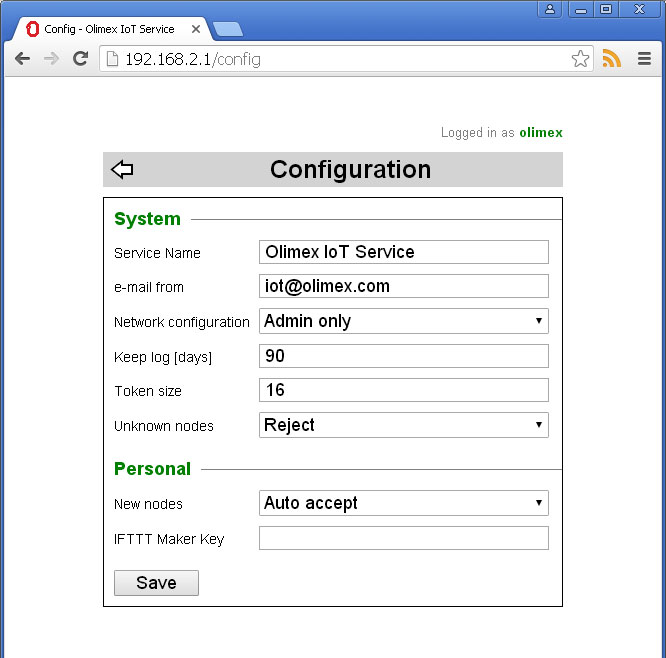 Config - Olimex IoT Service
192.168.2.1/config
Logged in as olimex
Configuration
System
Service Name Olimex IoT Service
e-mail from iot@olimex.com
Network configuration Admin only
Keep log [days] 90
Token size 16
Unknown nodes Reject
Personal
New nodes Auto accept
IFTTT Maker Key
Save